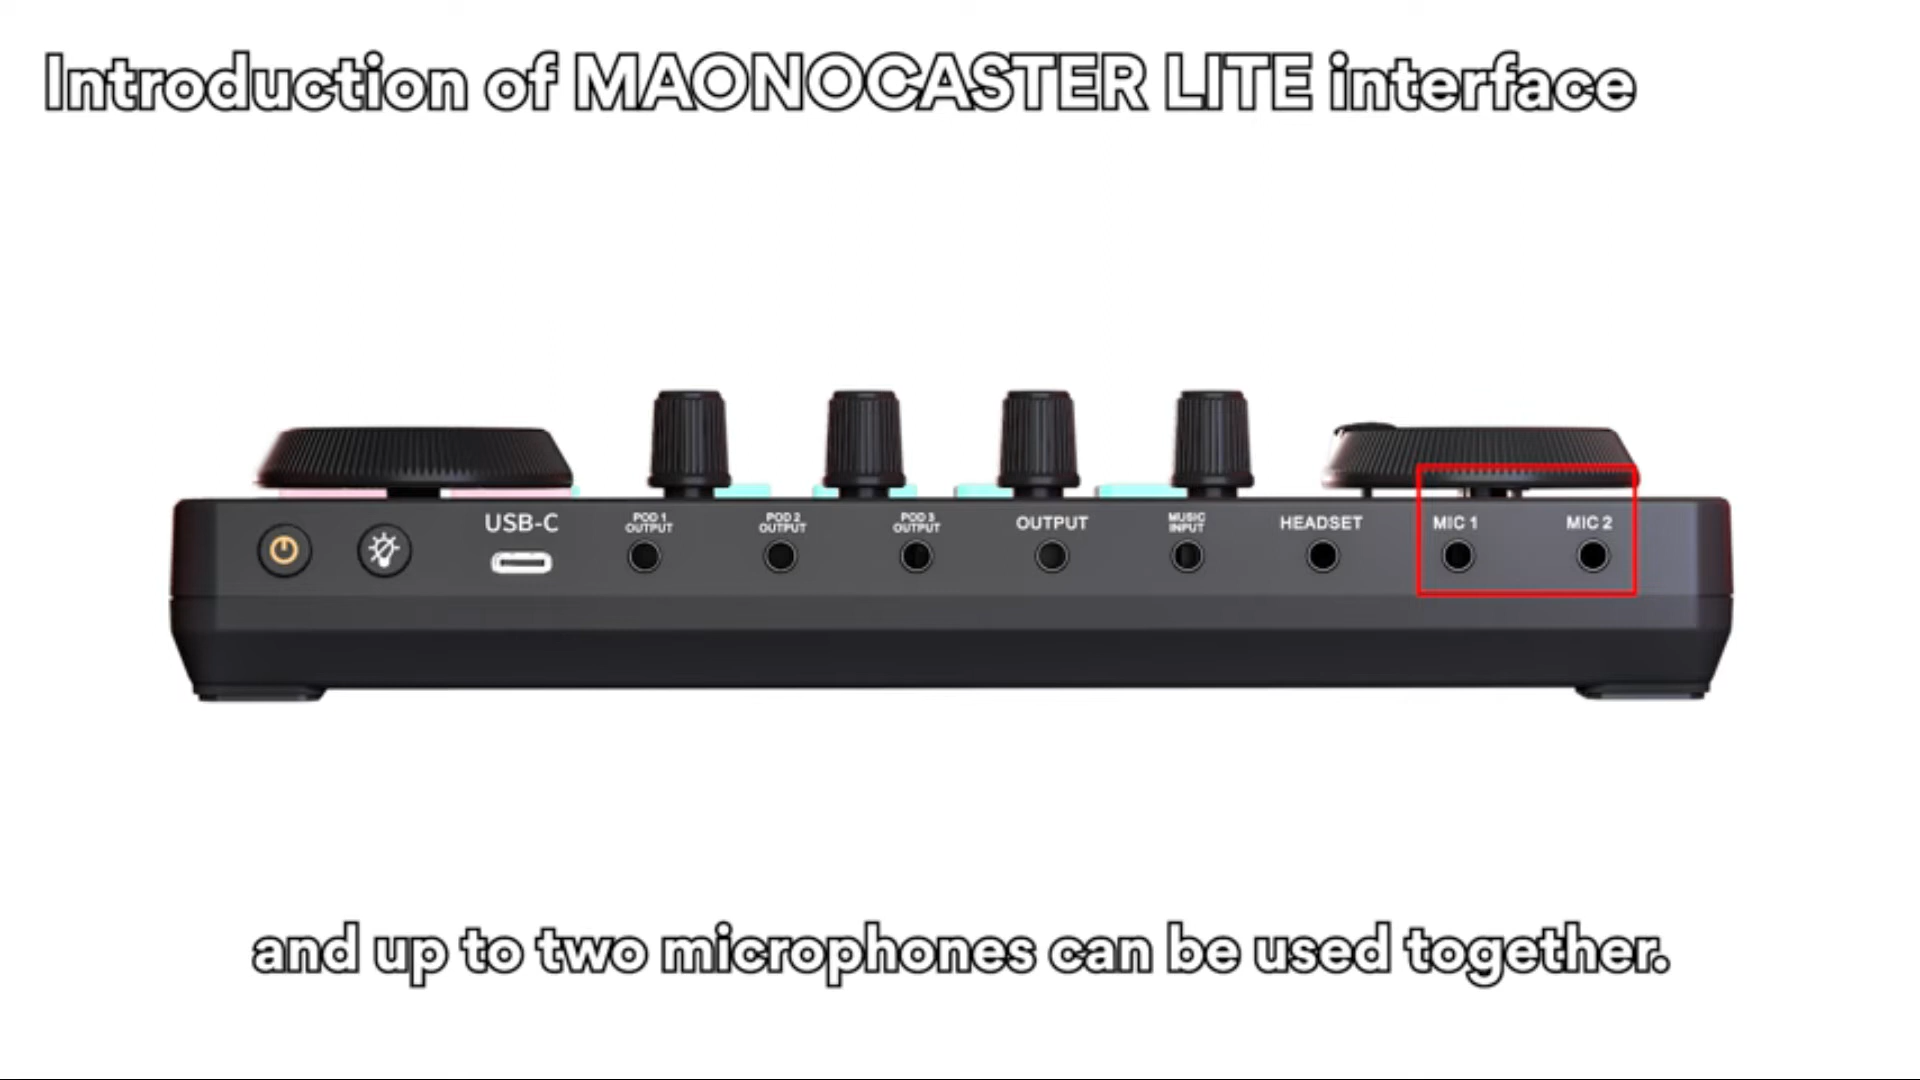 Introduction of MAONOCASTER LITE interface
USB-C
POD 1
OUTPUT
POD 2
OUTPUT
POD 3
OUTPUT
OUTPUT
MUSIC
INPUT
HEADSET
MIC 1
MIC 2
and up to two microphones can be used together.